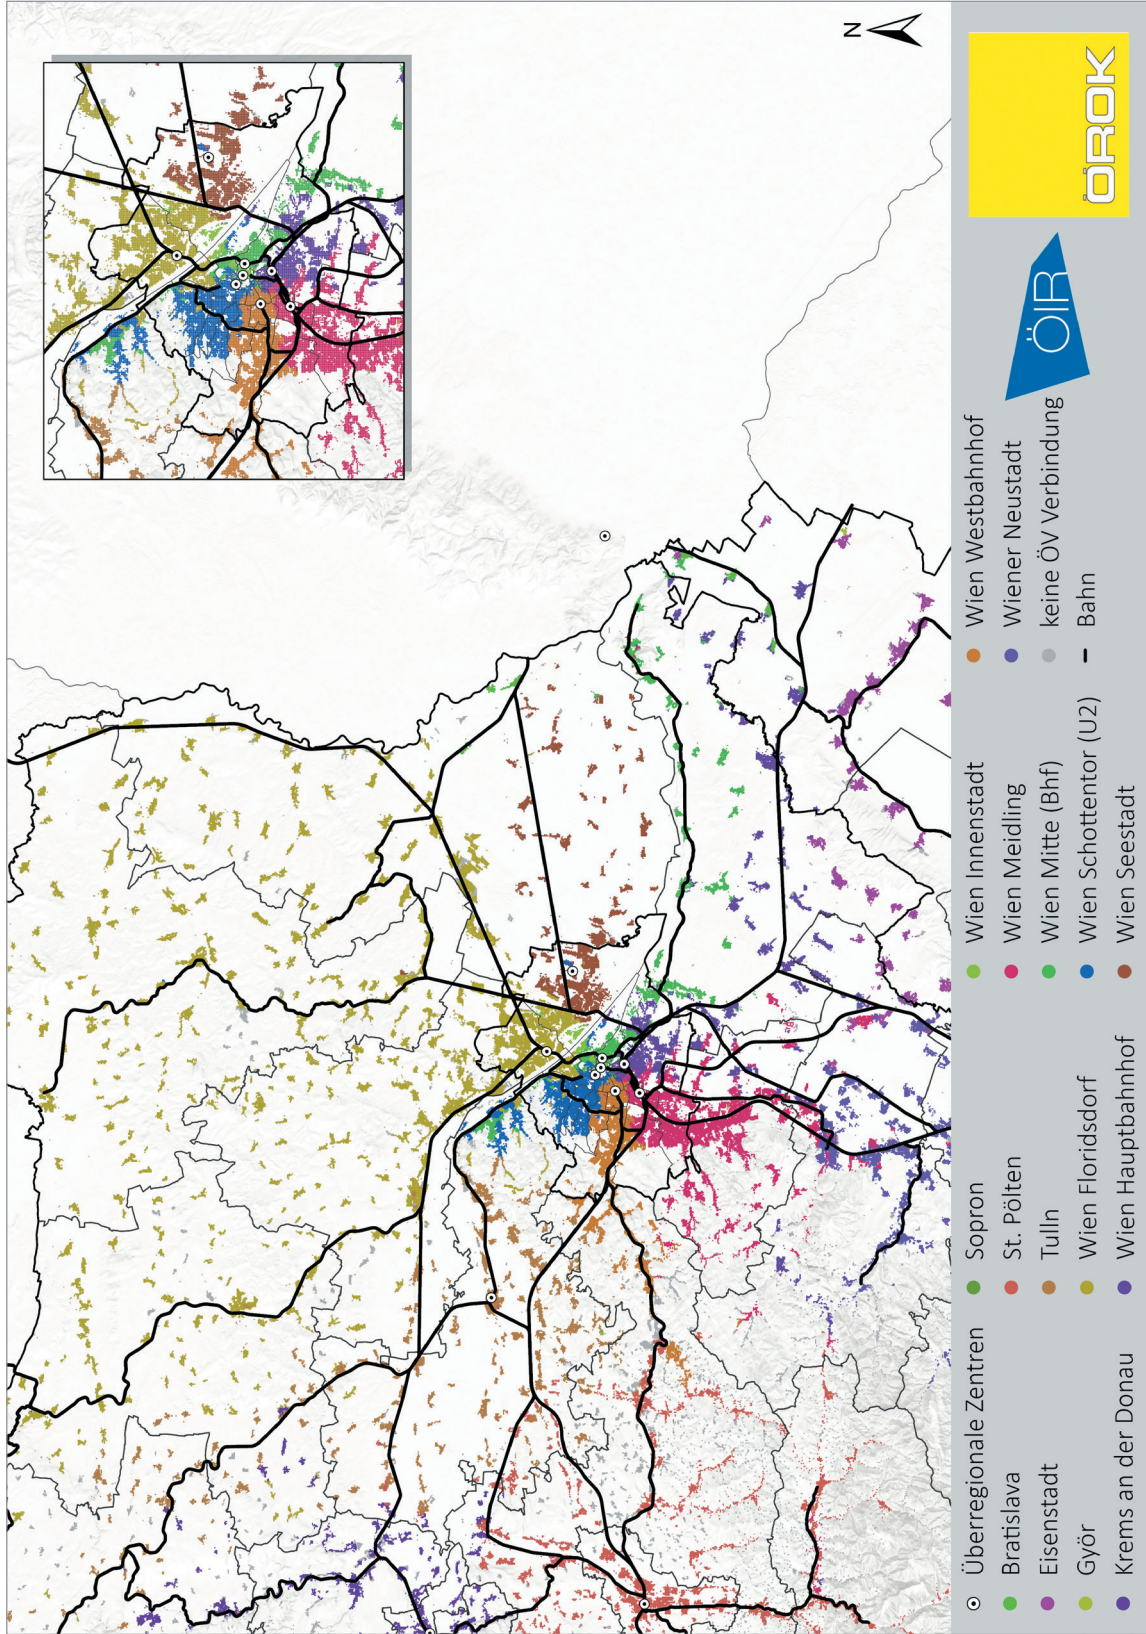 N
Überregionale Zentren
Bratislava
Eisenstadt
Györ
Krems an der Donau
Sopron
St. Pölten
Tulln
Wien Floridsdorf
Wien Hauptbahnhof
Wien Innenstadt
Wien Meidling
Wien Mitte (Bhf)
Wien Schottentor (U2)
Wien Seestadt
Wien Westbahnhof
Wiener Neustadt
keine ÖV Verbindung
Bahn
ÖIR
ÖROK